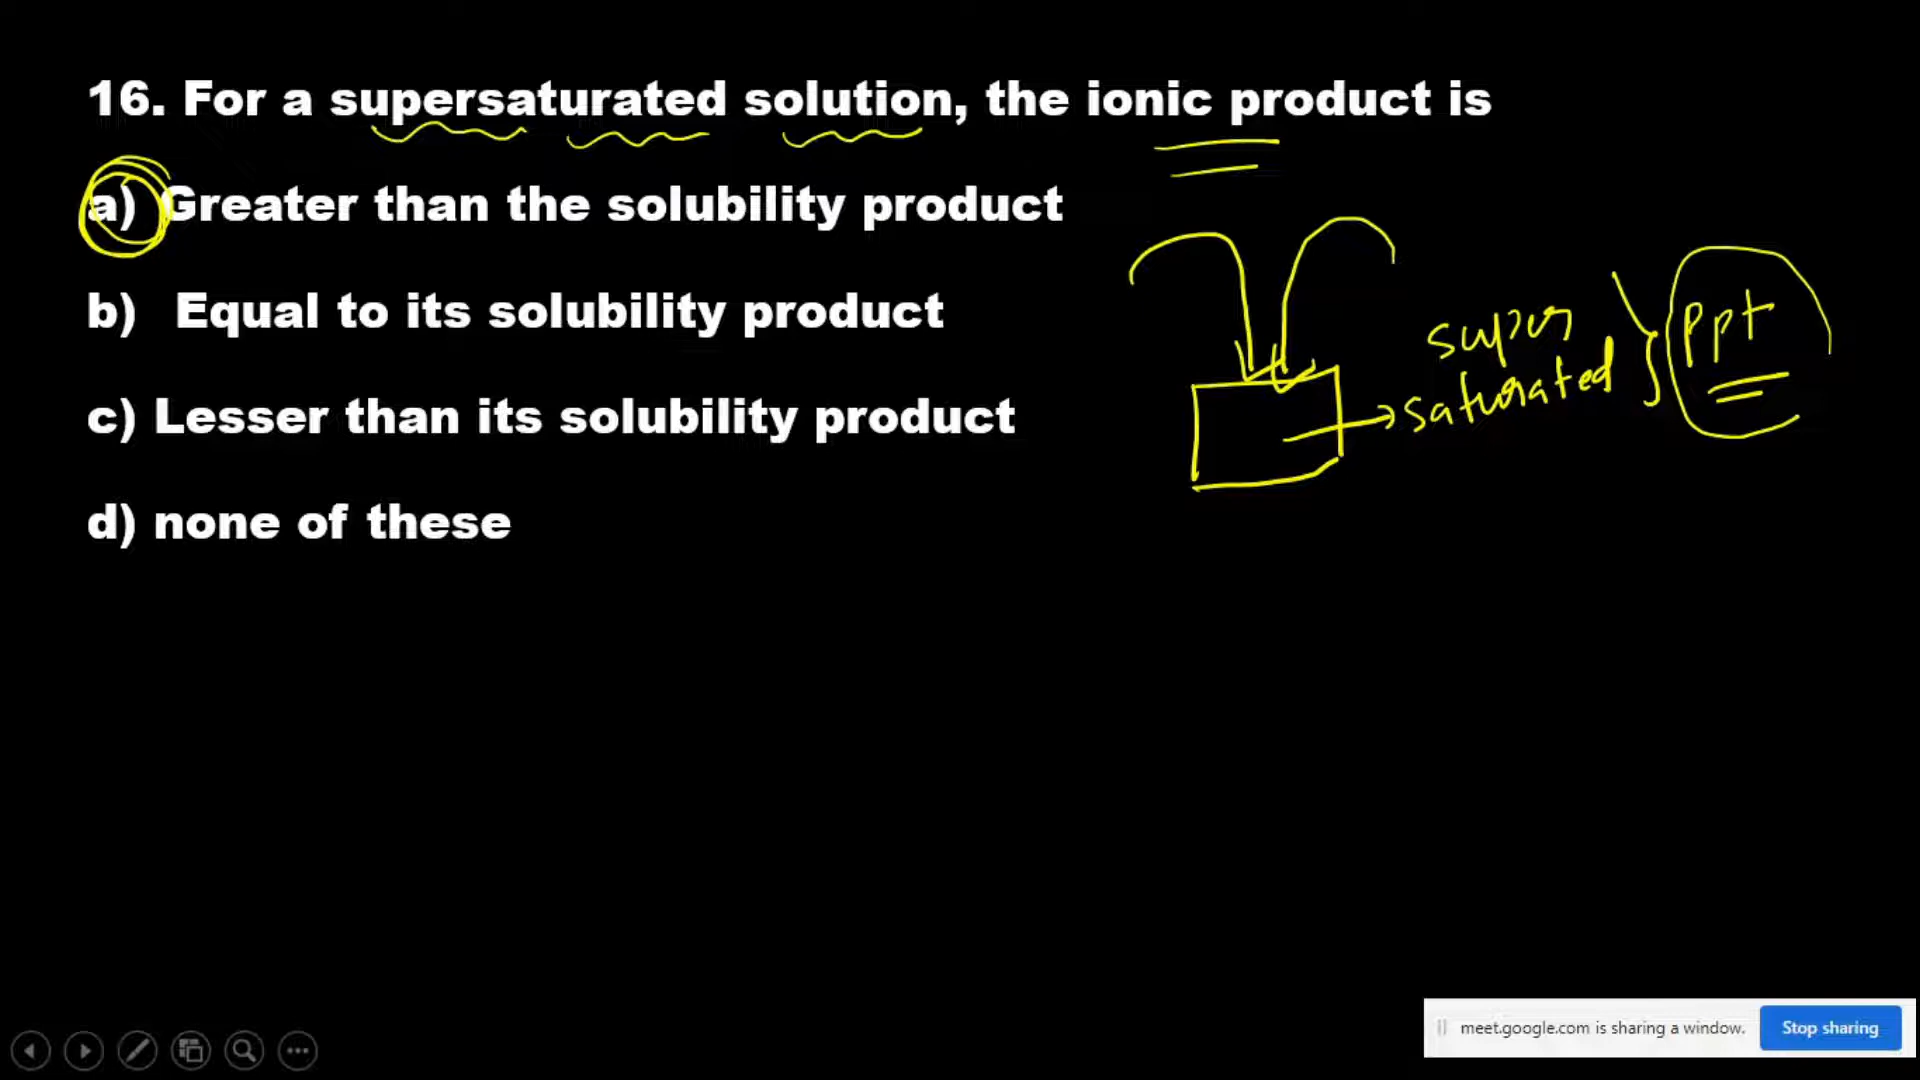 16. For a supersaturated solution, the ionic product is
a) Greater than the solubility product
b) Equal to its solubility product
c) Lesser than its solubility product
d) none of these
super
saturated
ppt
meet.google.com is sharing a window.
Stop sharing